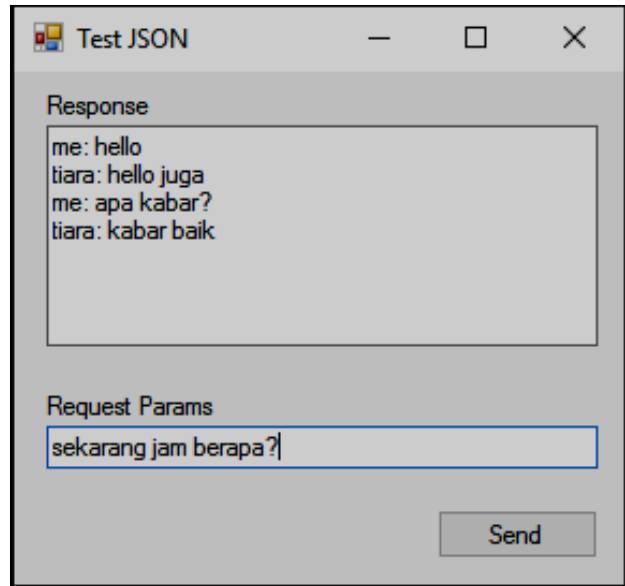 Test JSON
Response
me: hello
tiara: hello juga
me: apa kabar?
tiara: kabar baik
Request Params
sekarang jam berapa?
Send